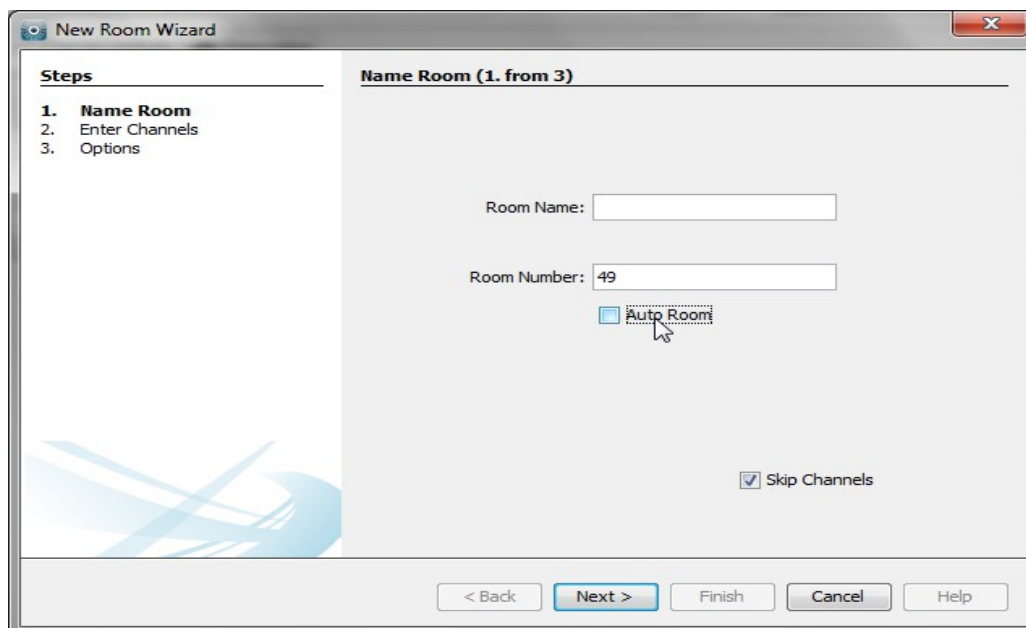 New Room Wizard
Steps
1. Name Room
2. Enter Channels
3. Options
Name Room (1. from 3)
Room Name:
Room Number: 49
Auto Room
Skip Channels
< Back Next > Finish Cancel Help